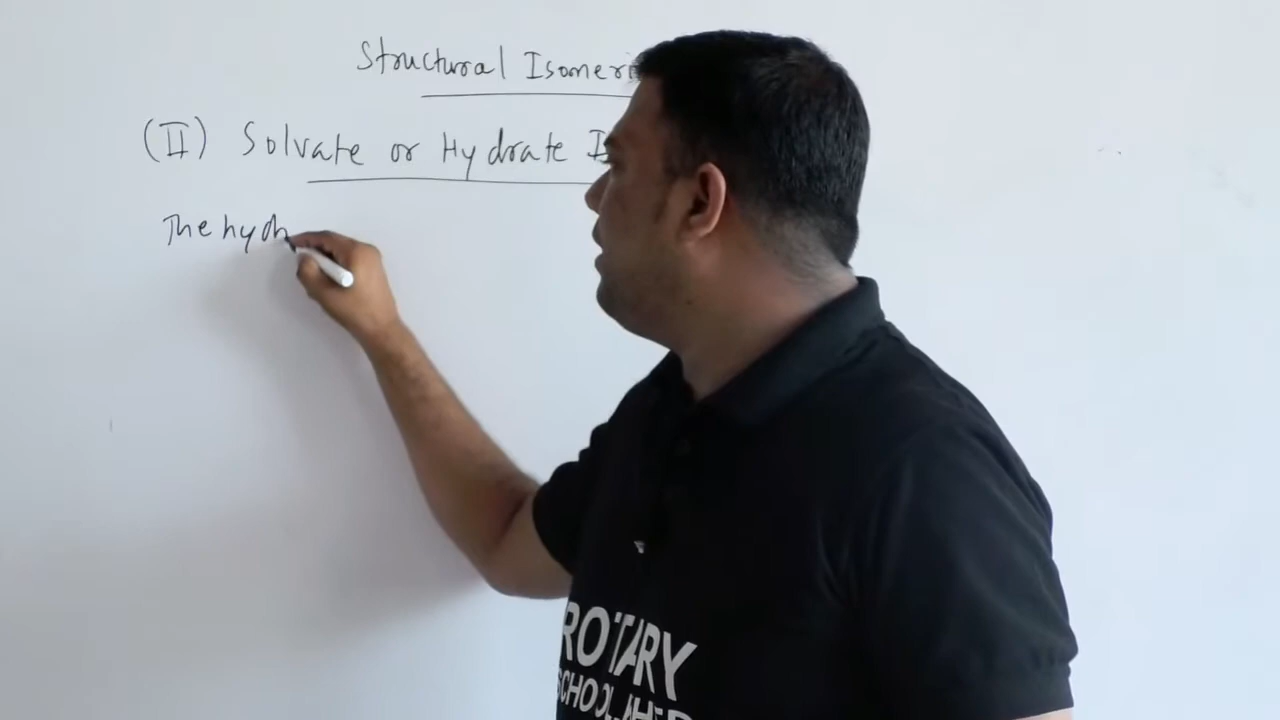 Structural Isomeri
(II) Solvate or Hydrate I
The hyd
ROTARY
SCHOOL